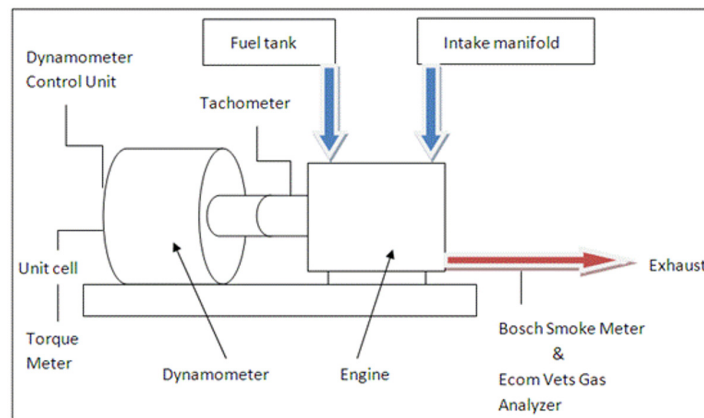 Dynamometer
Control Unit
Fuel tank
Intake manifold
Tachometer
Unit cell
Torque
Meter
Dynamometer
Engine
Exhaust
Bosch Smoke Meter
&
Ecom Vets Gas
Analyzer